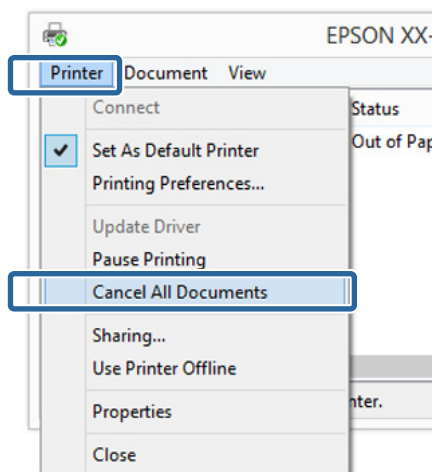 EPSON XX-
Printer Document View
Connect
Status
Set As Default Printer
Out of Pap
Printing Preferences...
Update Driver
Pause Printing
Cancel All Documents
Sharing...
Use Printer Offline
Properties
nter.
Close